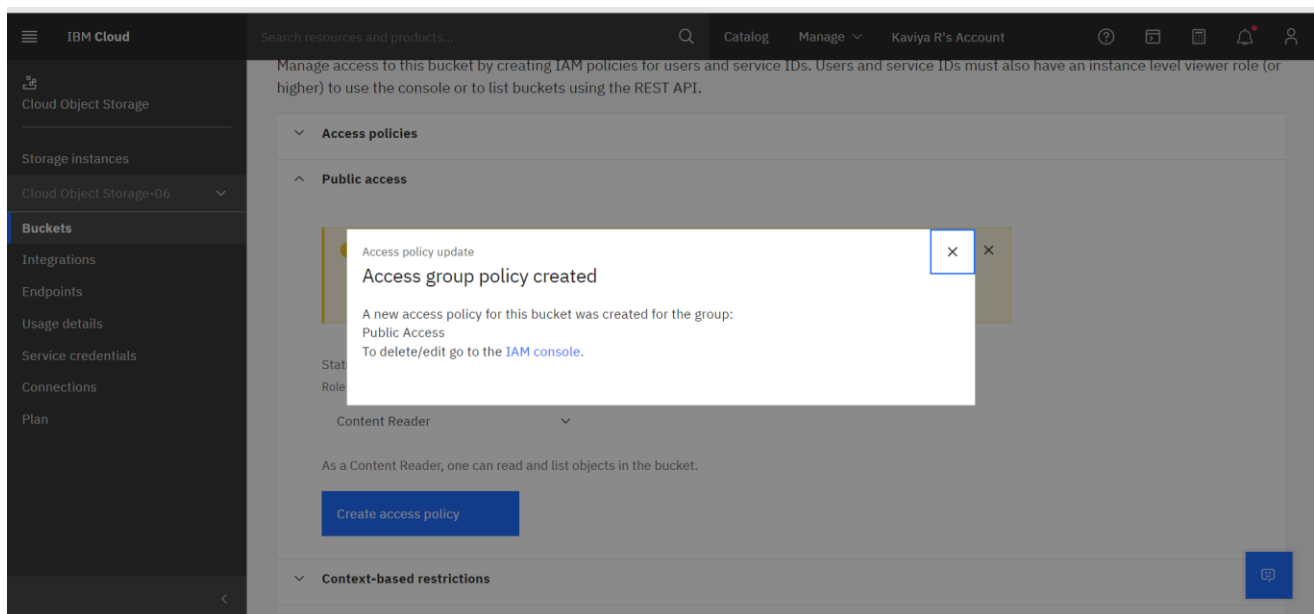 IBM Cloud
Search resources and products...
Catalog
Manage
Kaviya R's Account
Cloud Object Storage
Storage instances
Cloud Object Storage-06
Buckets
Integrations
Endpoints
Usage details
Service credentials
Connections
Plan
Manage access to this bucket by creating IAM policies for users and service IDs. Users and service IDs must also have an instance level viewer role (or
higher) to use the console or to list buckets using the REST API.
Access policies
Public access
Access policy update
Access group policy created
A new access policy for this bucket was created for the group:
Public Access
To delete/edit go to the IAM console.
Stat
Role
Content Reader
As a Content Reader, one can read and list objects in the bucket.
Create access policy
Context-based restrictions